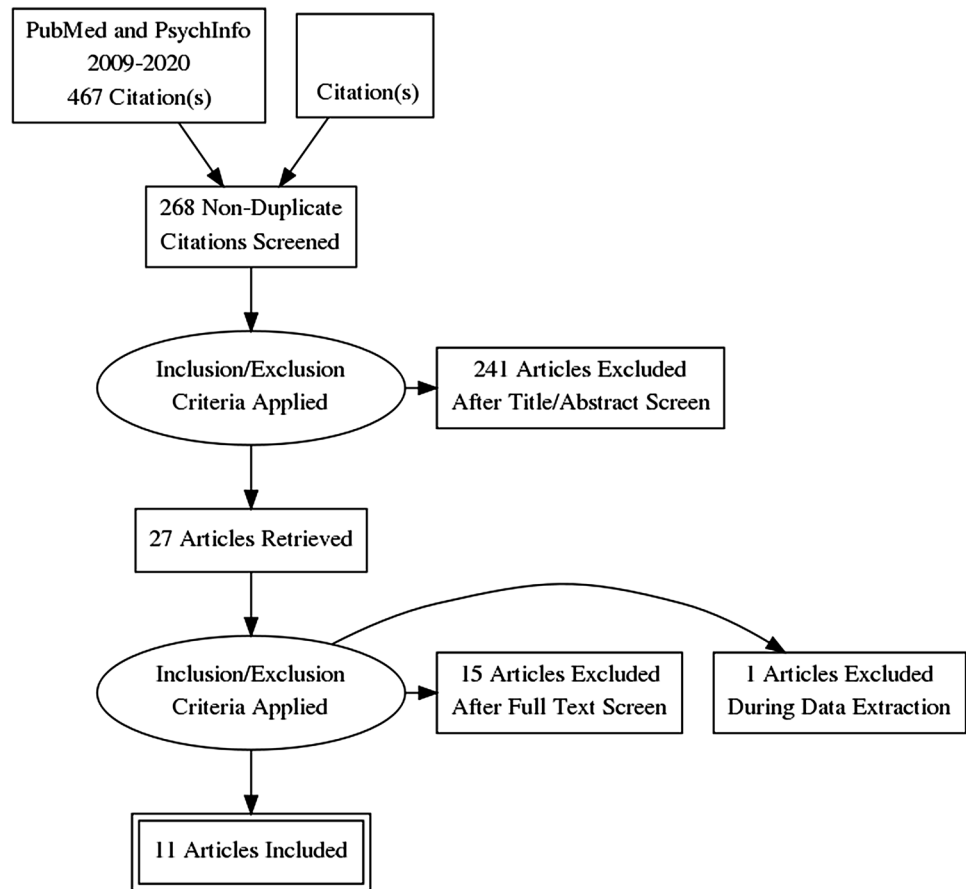 PubMed and PsychInfo
2009-2020
467 Citation(s)
Citation(s)
268 Non-Duplicate
Citations Screened
Inclusion/Exclusion
Criteria Applied
241 Articles Excluded
After Title/Abstract Screen
27 Articles Retrieved
Inclusion/Exclusion
Criteria Applied
15 Articles Excluded
After Full Text Screen
1 Articles Excluded
During Data Extraction
11 Articles Included